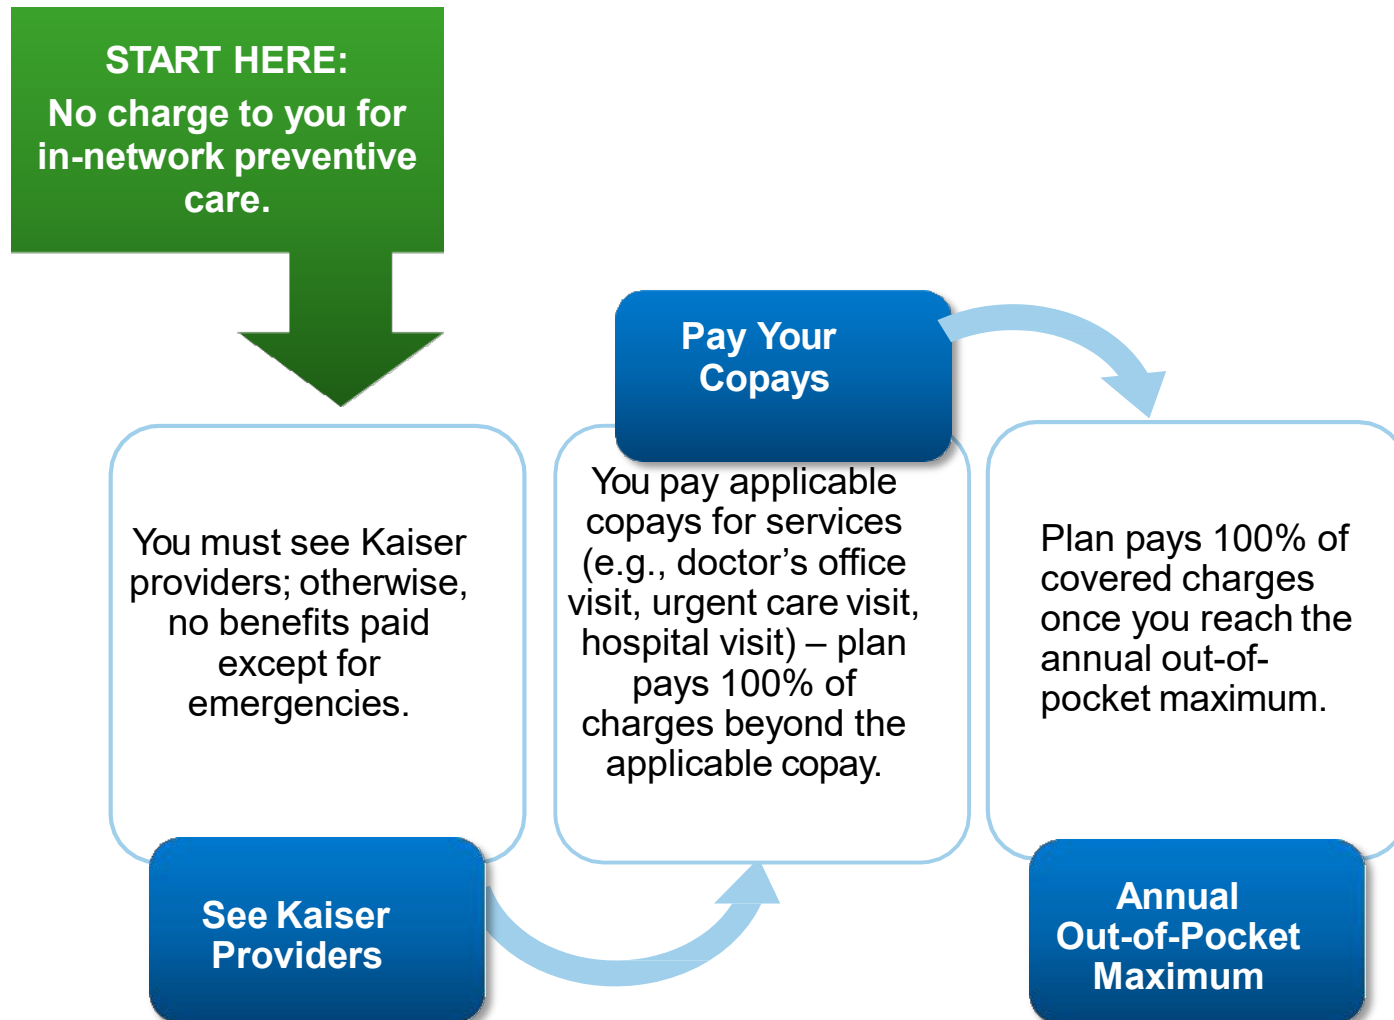 START HERE:
No charge to you for
in-network preventive
care.
You must see Kaiser
providers; otherwise,
no benefits paid
except for
emergencies.
See Kaiser
Providers
Pay Your
Copays
You pay applicable
copays for services
(e.g., doctor’s office
visit, urgent care visit,
hospital visit) – plan
pays 100% of
charges beyond the
applicable copay.
Plan pays 100% of
covered charges
once you reach the
annual out-of-
pocket maximum.
Annual
Out-of-Pocket
Maximum